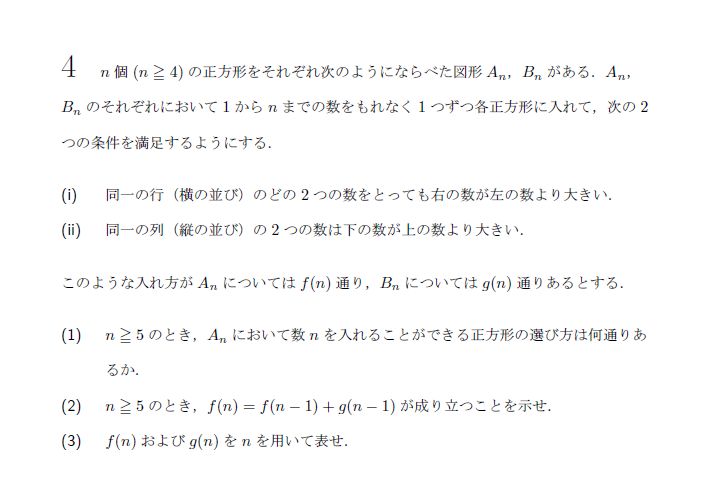 4 n 個 (n ≧ 4) の正方形をそれぞれ次のようにならべた図形 Aₙ，Bₙ がある．Aₙ，
Bₙ のそれぞれにおいて 1 から n までの数をもれなく 1 つずつ各正方形に入れて，次の 2
つの条件を満足するようにする．
(i) 同一の行（横の並び）のどの 2 つの数をとっても右の数が左の数より大きい．
(ii) 同一の列（縦の並び）の 2 つの数は下の数が上の数より大きい．
このような入れ方が Aₙ については f(n) 通り，Bₙ については g(n) 通りあるとする．
(1) n ≧ 5 のとき，Aₙ において数 n を入れることができる正方形の選び方は何通りあ
るか．
(2) n ≧ 5 のとき，f(n) = f(n − 1) + g(n − 1) が成り立つことを示せ．
(3) f(n) および g(n) を n を用いて表せ．